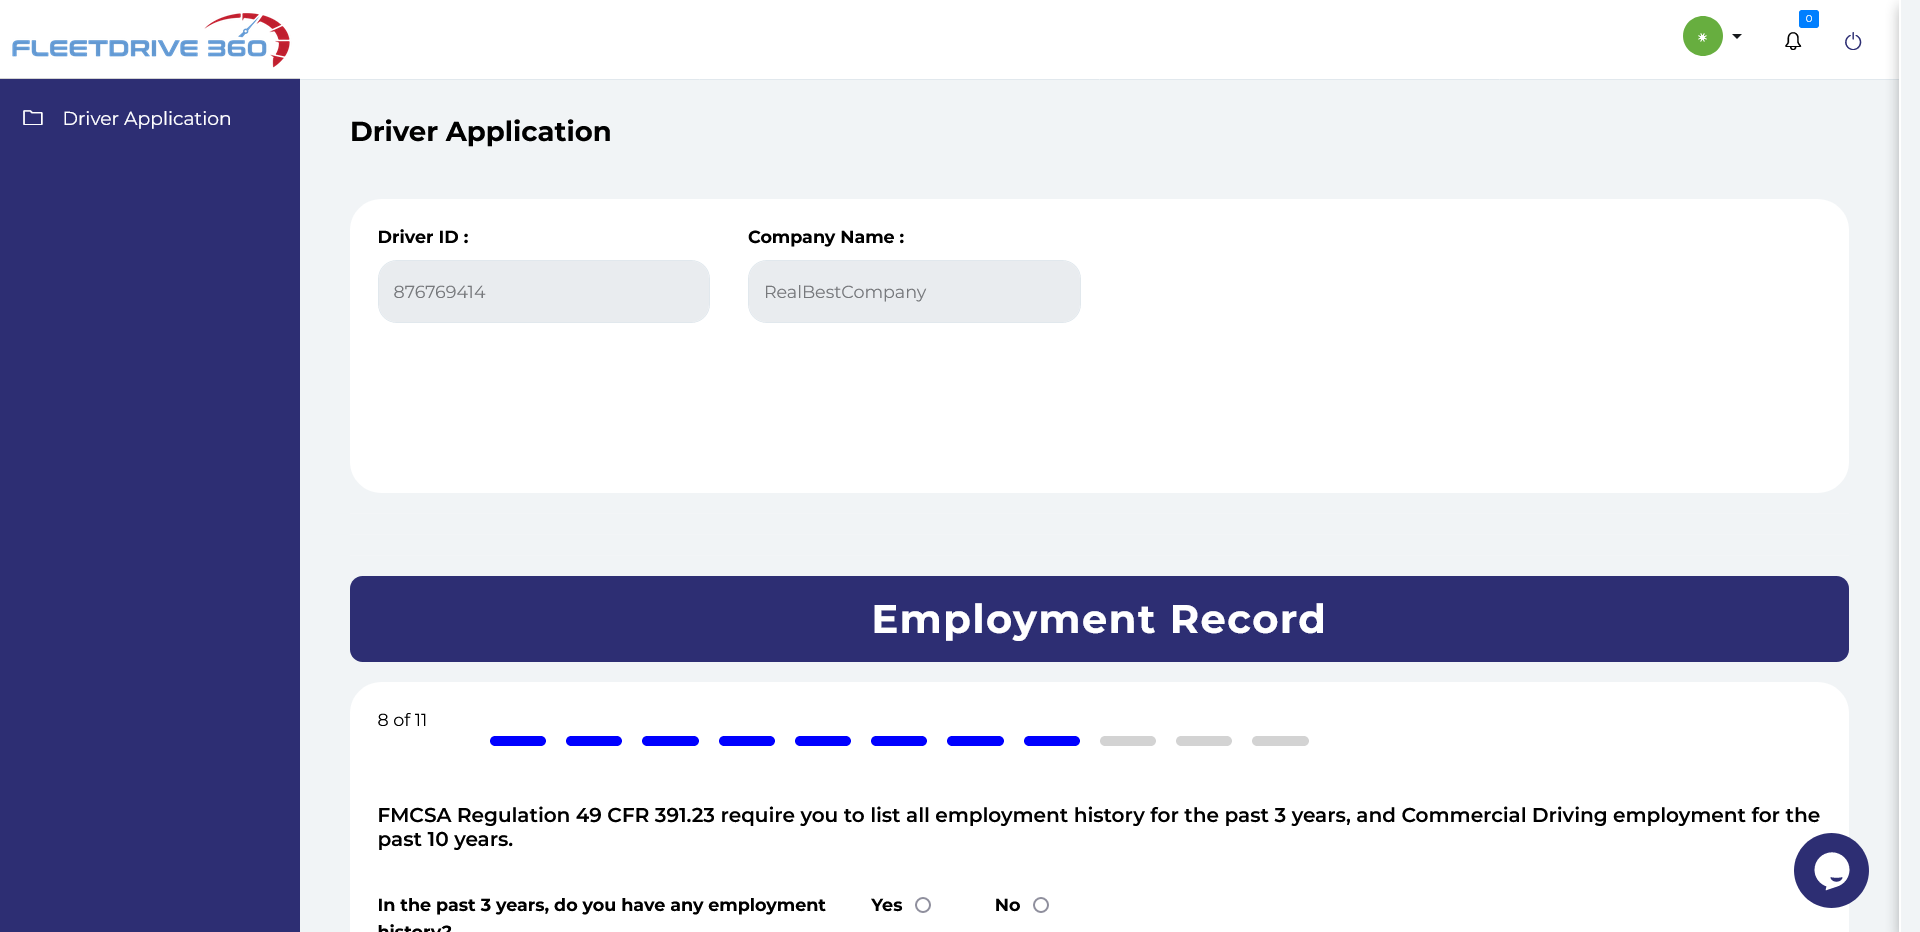 FLEETDRIVE 360
0
Driver Application
Driver Application
Driver ID :
Company Name :
876769414
RealBestCompany
Employment Record
8 of 11
FMCSA Regulation 49 CFR 391.23 require you to list all employment history for the past 3 years, and Commercial Driving employment for the
past 10 years.
In the past 3 years, do you have any employment
history?
Yes
No